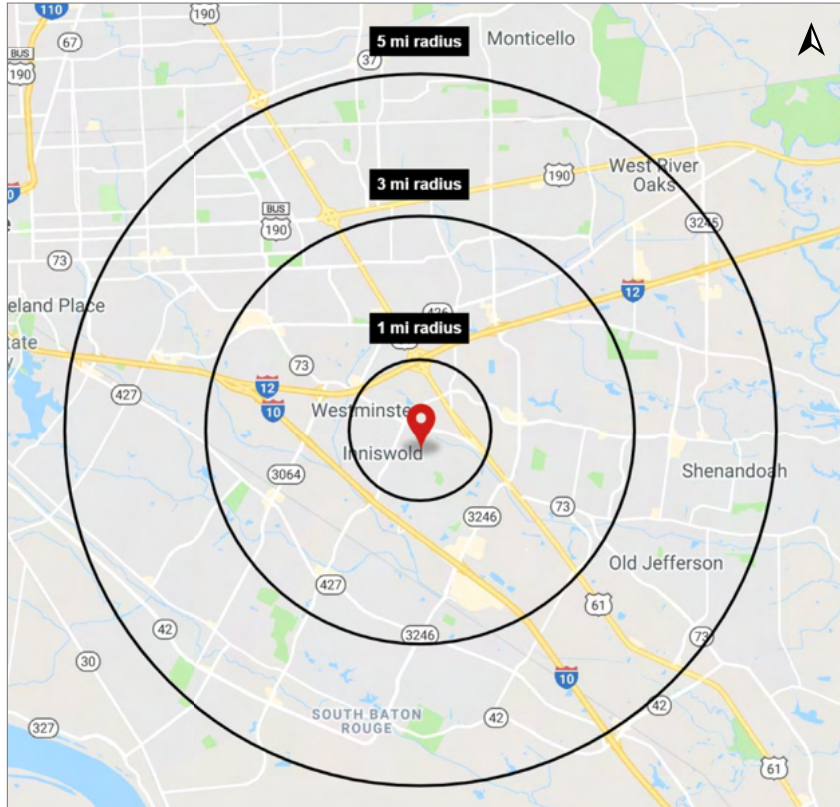 110
190
67
BUS
190
37
5 mi radius
Monticello
3 mi radius
190
West River
Oaks
BUS
190
3245
73
12
eland Place
tate
1 mi radius
73
427
12
10
Westminste
Inniswold
Shenandoah
3064
73
3246
Old Jefferson
427
61
42
3246
73
30
10
SOUTH BATON
ROUGE
42
42
327
61